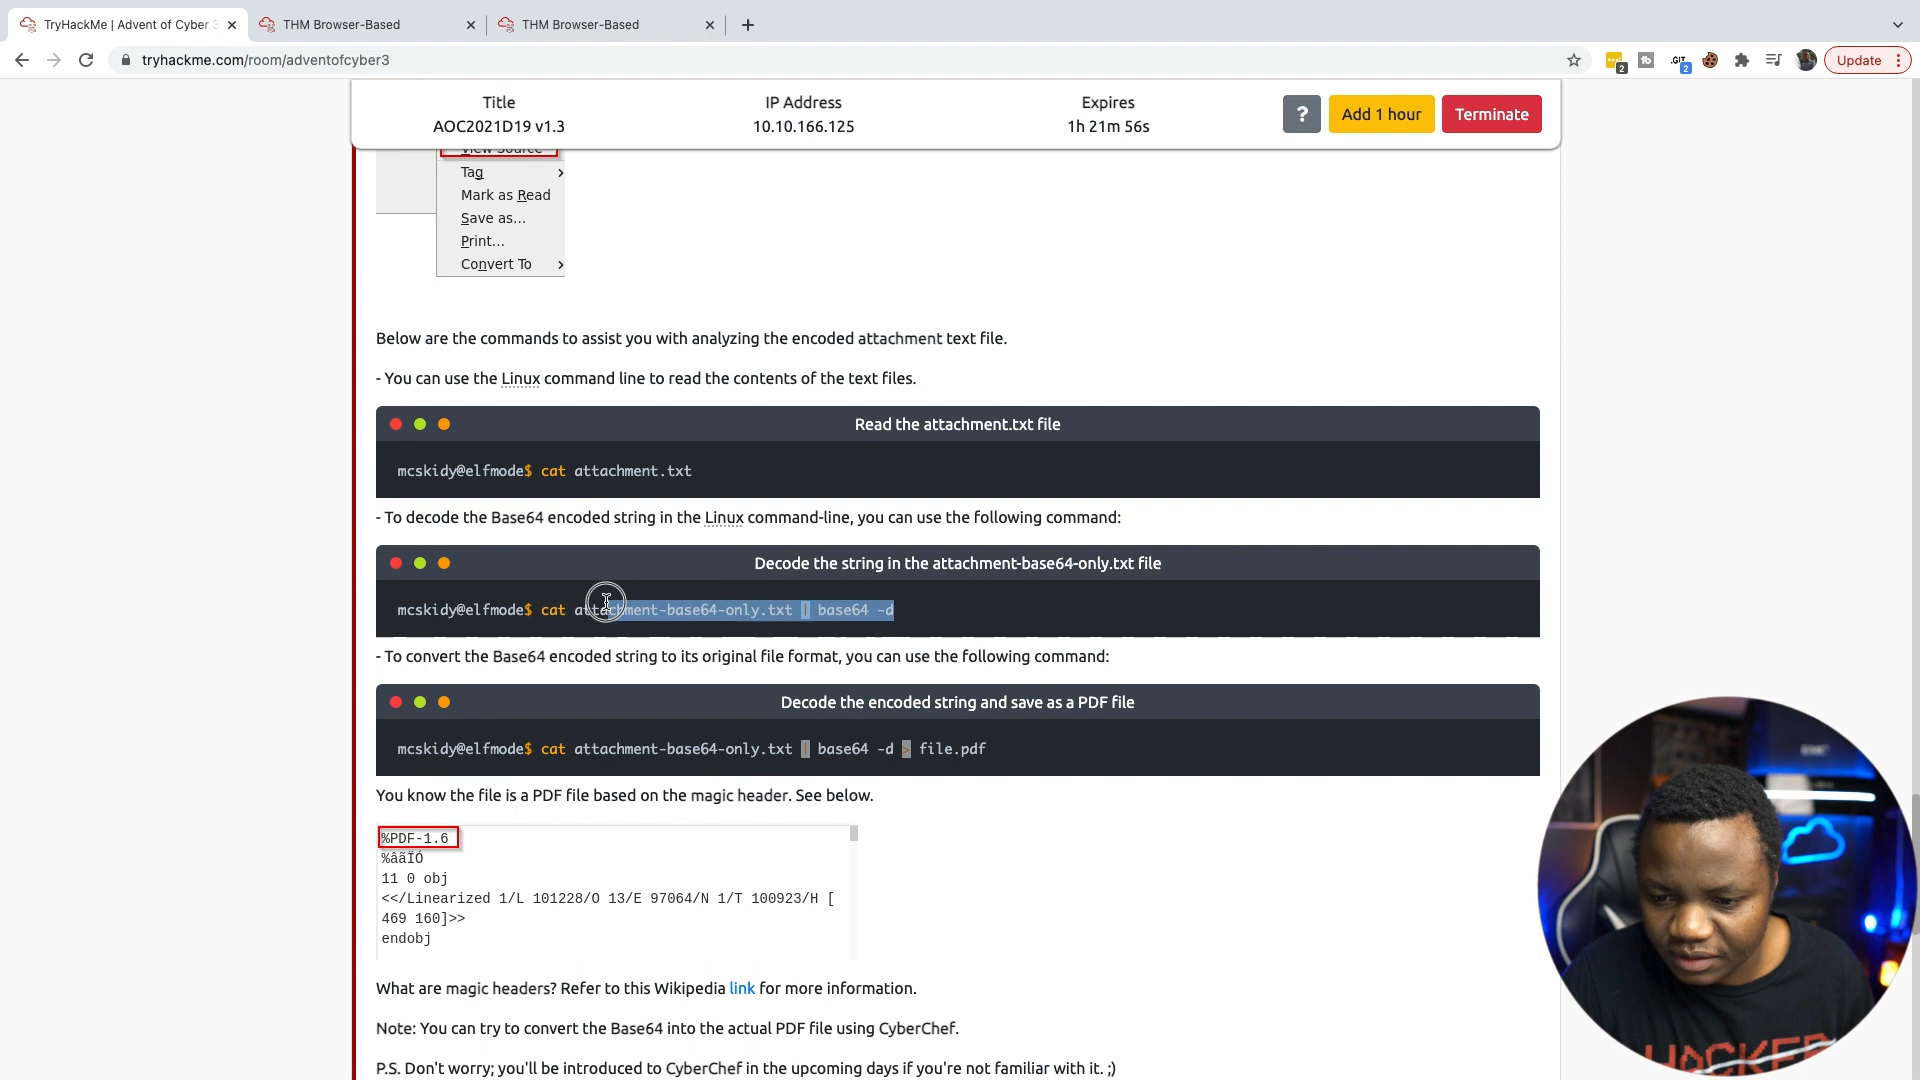 TryHackMe | Advent of Cyber 3
THM Browser-Based
THM Browser-Based
tryhackme.com/room/adventofcyber3
2
.GIT
2
Update
Title
AOC2021D19 v1.3
IP Address
10.10.166.125
Expires
1h 21m 56s
?
Add 1 hour
Terminate
View Source
Tag
Mark as Read
Save as...
Print...
Convert To
Below are the commands to assist you with analyzing the encoded attachment text file.
- You can use the Linux command line to read the contents of the text files.
Read the attachment.txt file
mcskidy@elfmode$ cat attachment.txt
- To decode the Base64 encoded string in the Linux command-line, you can use the following command:
Decode the string in the attachment-base64-only.txt file
mcskidy@elfmode$ cat attachment-base64-only.txt | base64 -d
- To convert the Base64 encoded string to its original file format, you can use the following command:
Decode the encoded string and save as a PDF file
mcskidy@elfmode$ cat attachment-base64-only.txt | base64 -d > file.pdf
You know the file is a PDF file based on the magic header. See below.
%PDF-1.6
%âãÏÓ
11 0 obj
<</Linearized 1/L 101228/O 13/E 97064/N 1/T 100923/H [
469 160]>>
endobj
What are magic headers? Refer to this Wikipedia link for more information.
Note: You can try to convert the Base64 into the actual PDF file using CyberChef.
P.S. Don't worry; you'll be introduced to CyberChef in the upcoming days if you're not familiar with it. ;)
HACKER